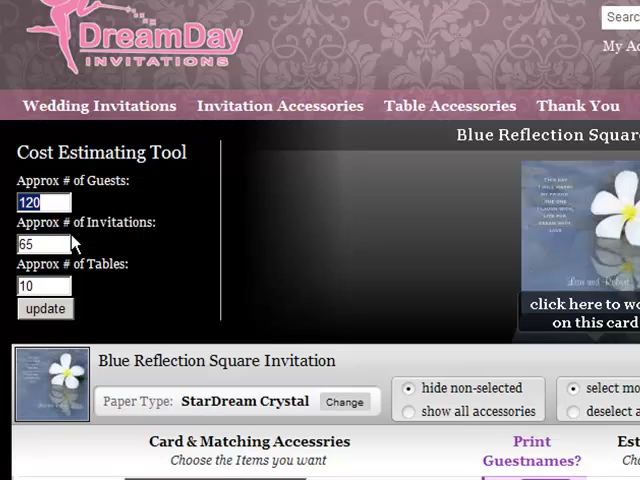 DreamDay
INVITATIONS
Searc
My Ac
Wedding Invitations Invitation Accessories Table Accessories Thank You
Blue Reflection Squar
Cost Estimating Tool
Approx # of Guests:
120
Approx # of Invitations:
65
Approx # of Tables:
10
update
click here to wo
on this card
Blue Reflection Square Invitation
Paper Type: StarDream Crystal Change
hide non-selected
show all accessories
select mo
deselect a
Card & Matching Accessries
Choose the Items you want
Print
Guestnames?
Est
Cho